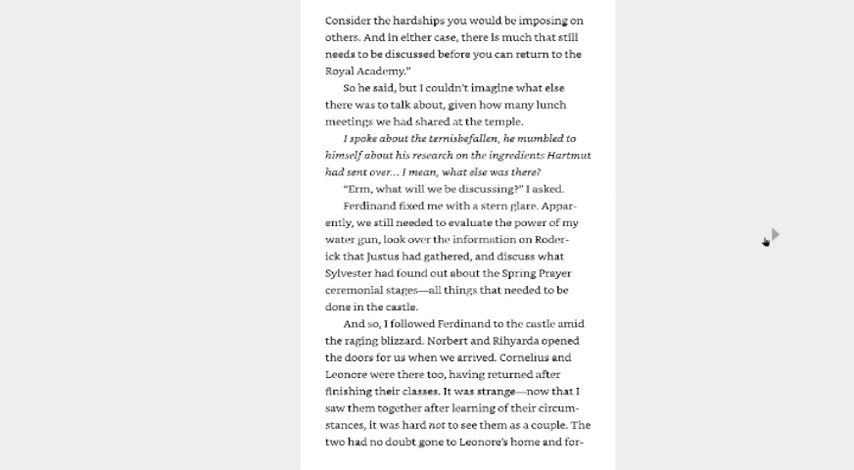 Consider the hardships you would be imposing on
others. And in either case, there is much that still
needs to be discussed before you can return to the
Royal Academy.”
So he said, but I couldn’t imagine what else
there was to talk about, given how many lunch
meetings we had shared at the temple.
I spoke about the ternisbefallen, he mumbled to
himself about his research on the ingredients Hartmut
had sent over... I mean, what else was there?
“Erm, what will we be discussing?” I asked.
Ferdinand fixed me with a stern glare. Appar-
ently, we still needed to evaluate the power of my
water gun, look over the information on Roder-
ick that Justus had gathered, and discuss what
Sylvester had found out about the Spring Prayer
ceremonial stages—all things that needed to be
done in the castle.
And so, I followed Ferdinand to the castle amid
the raging blizzard. Norbert and Rihyarda opened
the doors for us when we arrived. Cornelius and
Leonore were there too, having returned after
finishing their classes. It was strange—now that I
saw them together after learning of their circum-
stances, it was hard not to see them as a couple. The
two had no doubt gone to Leonore’s home and for-